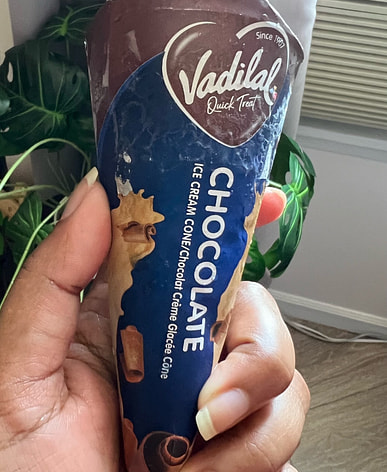 Since 1907
Vadilal
Quick Treat
CHOCOLATE
ICE CREAM CONE/Chocolat Crème Glacée Cône